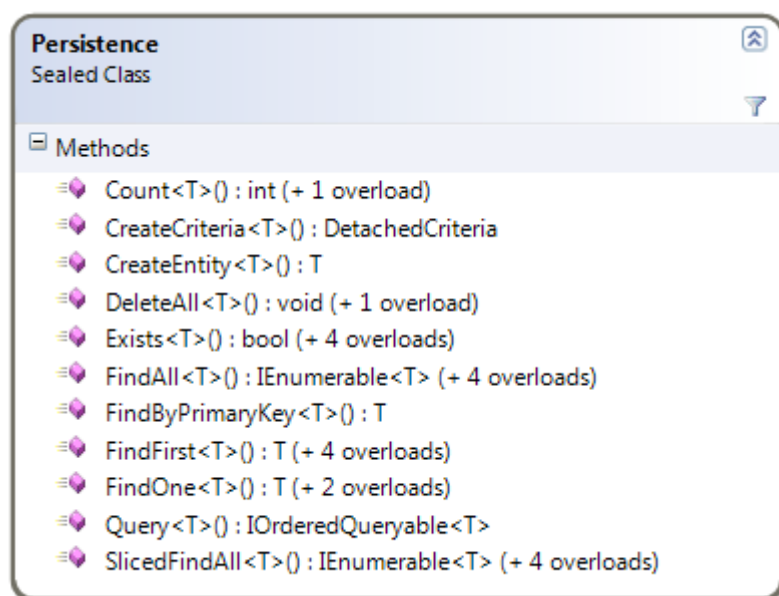 Persistence
Sealed Class
Methods
Count<T>() : int (+ 1 overload)
CreateCriteria<T>() : DetachedCriteria
CreateEntity<T>() : T
DeleteAll<T>() : void (+ 1 overload)
Exists<T>() : bool (+ 4 overloads)
FindAll<T>() : IEnumerable<T> (+ 4 overloads)
FindByPrimaryKey<T>() : T
FindFirst<T>() : T (+ 4 overloads)
FindOne<T>() : T (+ 2 overloads)
Query<T>() : IOrderedQueryable<T>
SlicedFindAll<T>() : IEnumerable<T> (+ 4 overloads)